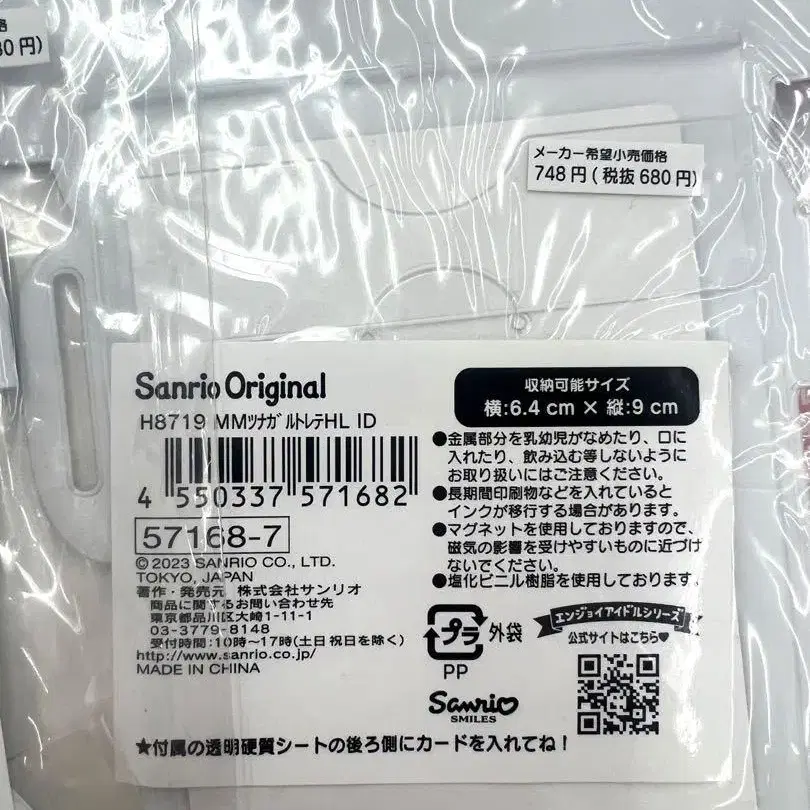 格
80円)
メーカー希望小売価格
748円(税抜680円)
Sanrio Original
H8719 MMﾂﾅｶﾞﾙﾄﾚﾃHL ID
4 550337 571682
57168-7
©2023 SANRIO CO., LTD.
TOKYO, JAPAN
著作・発売元 株式会社サンリオ
商品に関するお問い合わせ先
東京都品川区大崎1-11-1
03-3779-8148
受付時間:10時〜17時(土日祝日を除く)
http://www.sanrio.co.jp/
MADE IN CHINA
収納可能サイズ
横:6.4 cm × 縦:9 cm
●金属部分を乳幼児がなめたり、口に
入れたり、飲み込む等しないように
お取り扱いにはご注意ください。
●長期間印刷物などを入れていると
インクが移行する場合があります。
●マグネットを使用しておりますので、
磁気の影響を受けやすいものに近づけ
ないでください。
●塩化ビニル樹脂を使用しております。
プラ 外袋
PP
エンジョイアイドルシリーズ
公式サイトはこちら♥
Sanrio
SMILES
★付属の透明硬質シートの後ろ側にカードを入れてね!